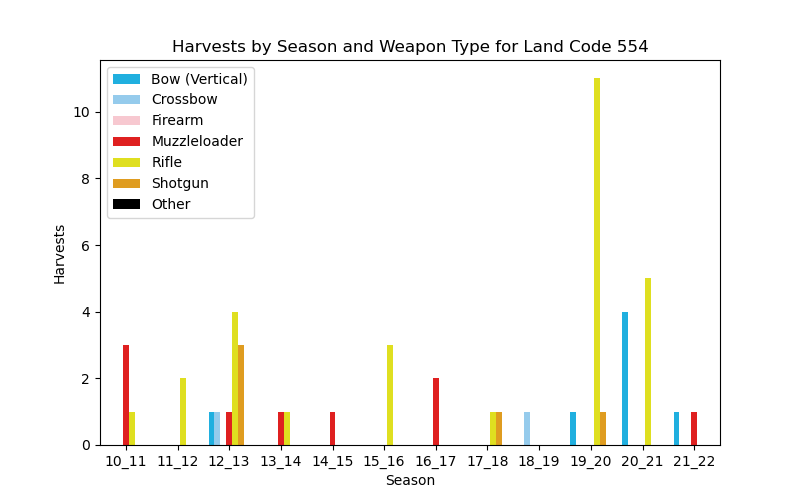 Harvests by Season and Weapon Type for Land Code 554
Bow (Vertical)
Crossbow
Firearm
Muzzleloader
Rifle
Shotgun
Other
Harvests
10
8
6
4
2
0
10_11 11_12 12_13 13_14 14_15 15_16 16_17 17_18 18_19 19_20 20_21 21_22
Season